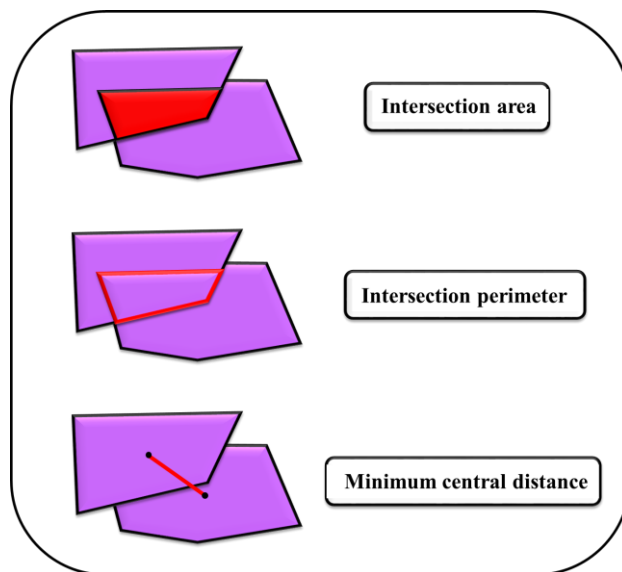 Intersection area
Intersection perimeter
Minimum central distance